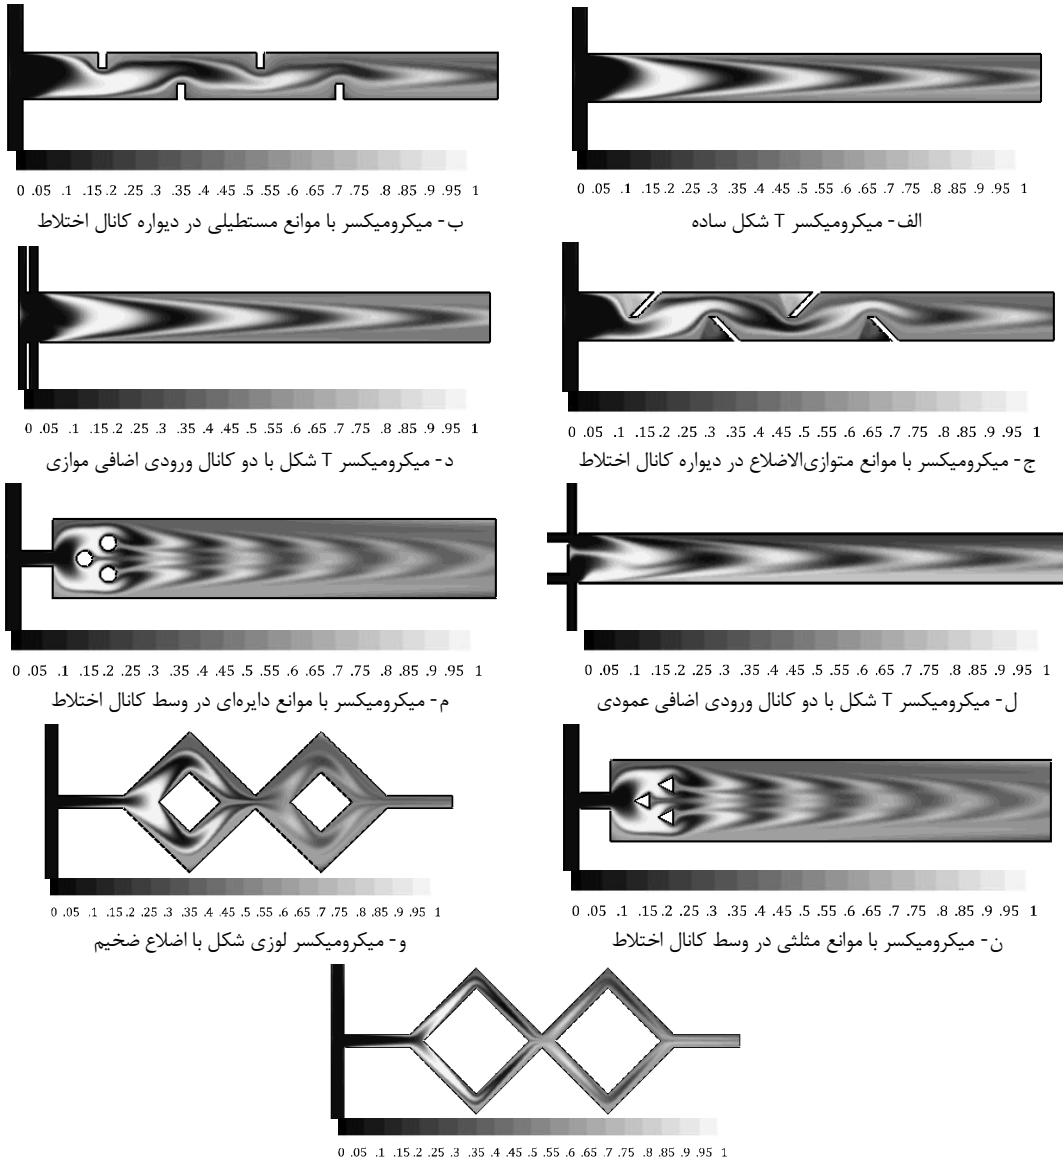 0 .05 .1 .15 .2 .25 .3 .35 .4 .45 .5 .55 .6 .65 .7 .75 .8 .85 .9 .95 1
الف- میکرومیکسر T شکل ساده
0 .05 .1 .15 .2 .25 .3 .35 .4 .45 .5 .55 .6 .65 .7 .75 .8 .85 .9 .95 1
ب- میکرومیکسر با موانع مستطیلی در دیواره کانال اختلاط
0 .05 .1 .15 .2 .25 .3 .35 .4 .45 .5 .55 .6 .65 .7 .75 .8 .85 .9 .95 1
ج- میکرومیکسر با موانع متوازی‌الاضلاع در دیواره کانال اختلاط
0 .05 .1 .15 .2 .25 .3 .35 .4 .45 .5 .55 .6 .65 .7 .75 .8 .85 .9 .95 1
د- میکرومیکسر T شکل با دو کانال ورودی اضافی موازی
0 .05 .1 .15 .2 .25 .3 .35 .4 .45 .5 .55 .6 .65 .7 .75 .8 .85 .9 .95 1
ل- میکرومیکسر T شکل با دو کانال ورودی اضافی عمودی
0 .05 .1 .15 .2 .25 .3 .35 .4 .45 .5 .55 .6 .65 .7 .75 .8 .85 .9 .95 1
م- میکرومیکسر با موانع دایره‌ای در وسط کانال اختلاط
0 .05 .1 .15 .2 .25 .3 .35 .4 .45 .5 .55 .6 .65 .7 .75 .8 .85 .9 .95 1
ن- میکرومیکسر با موانع مثلثی در وسط کانال اختلاط
0 .05 .1 .15 .2 .25 .3 .35 .4 .45 .5 .55 .6 .65 .7 .75 .8 .85 .9 .95 1
و- میکرومیکسر لوزی شکل با اضلاع ضخیم
0 .05 .1 .15 .2 .25 .3 .35 .4 .45 .5 .55 .6 .65 .7 .75 .8 .85 .9 .95 1